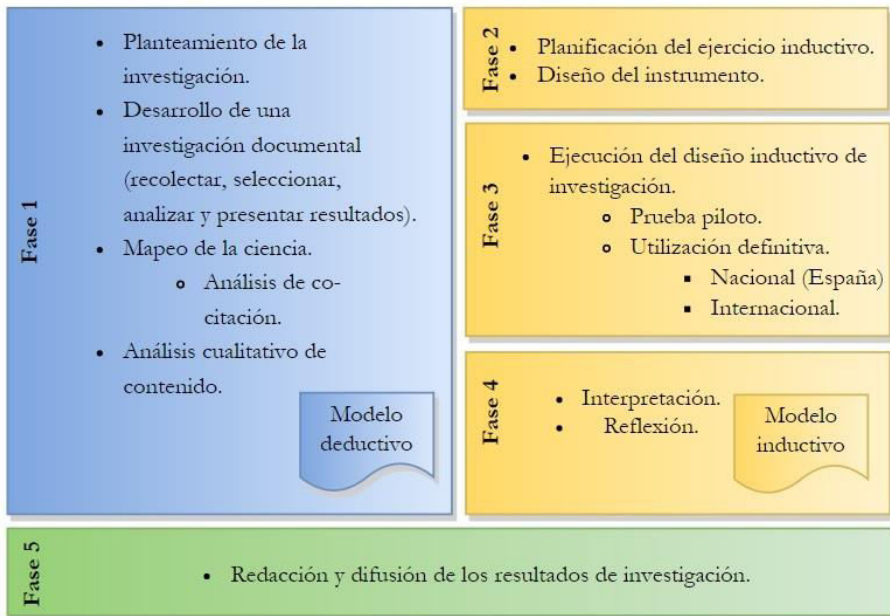 Fase 1
• Planteamiento de la
investigación.
• Desarrollo de una
investigación documental
(recolectar, seleccionar,
analizar y presentar resultados).
• Mapeo de la ciencia.
o Análisis de co-
citación.
• Análisis cualitativo de
contenido.
Modelo
deductivo
Fase 2
• Planificación del ejercicio inductivo.
• Diseño del instrumento.
Fase 3
• Ejecución del diseño inductivo de
investigación.
o Prueba piloto.
o Utilización definitiva.
▪ Nacional (España)
▪ Internacional.
Fase 4
• Interpretación.
• Reflexión.
Modelo
inductivo
Fase 5
• Redacción y difusión de los resultados de investigación.